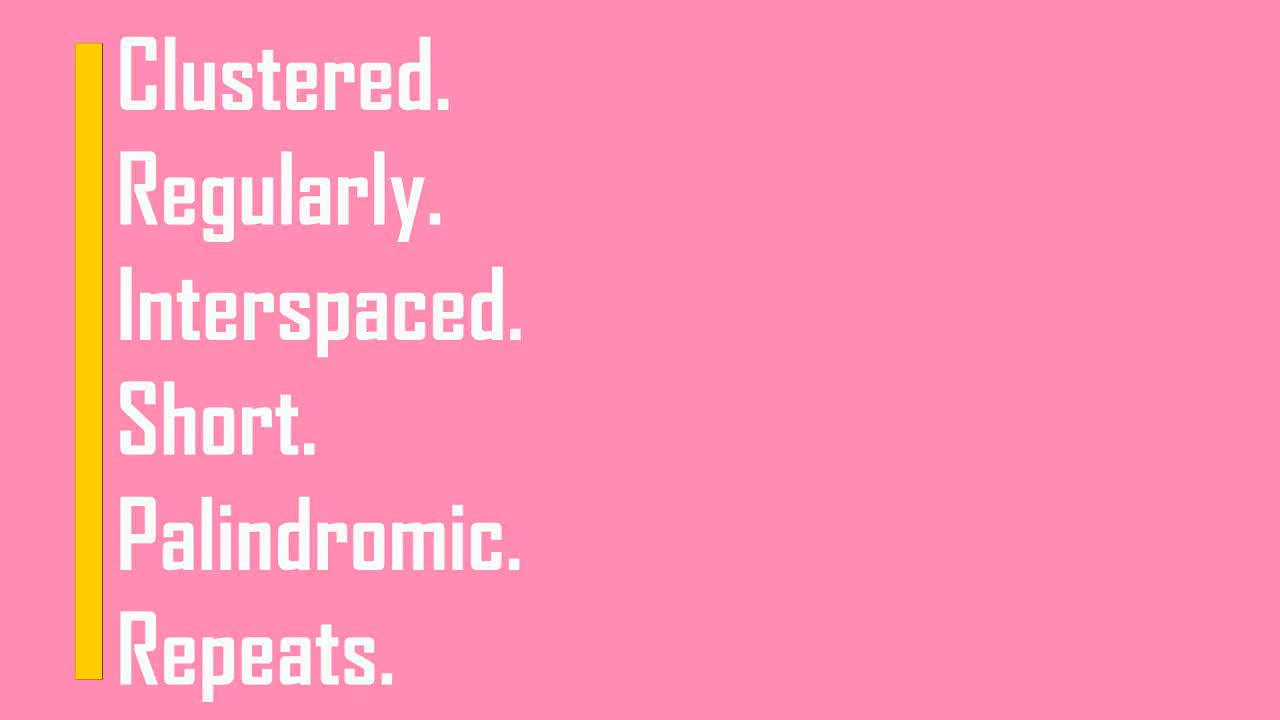 Clustered.
Regularly.
Interspaced.
Short.
Palindromic.
Repeats.